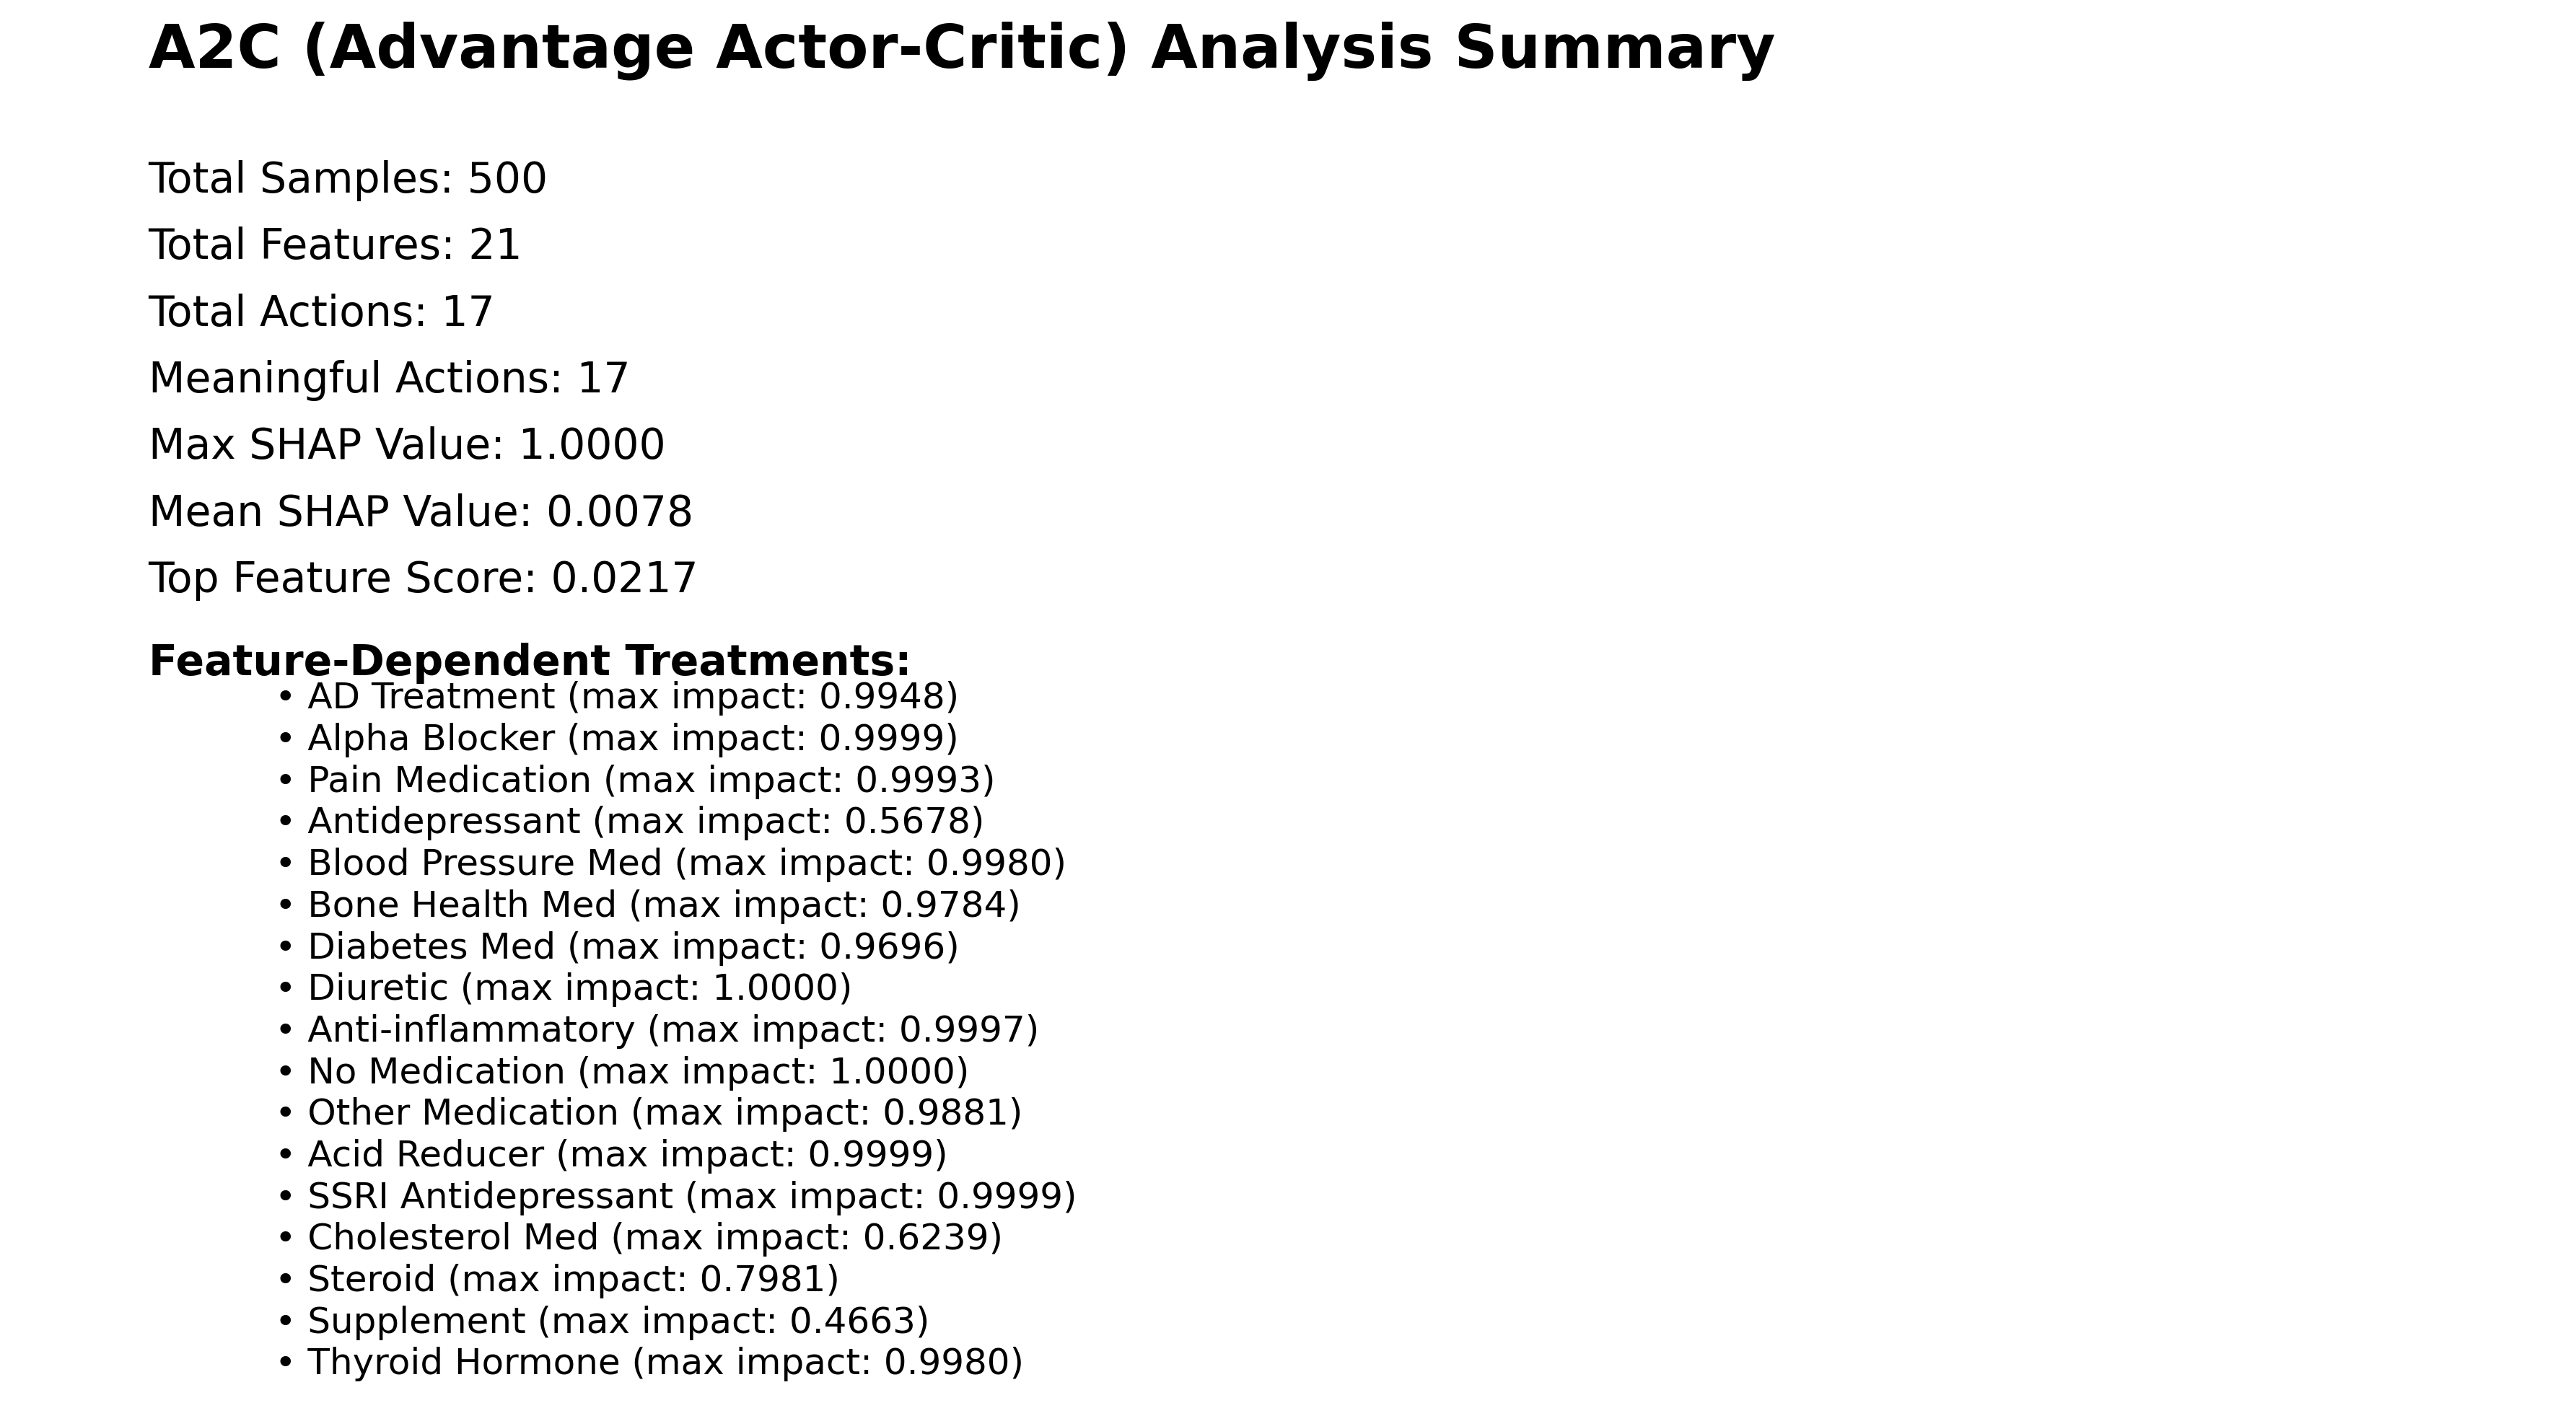 A2C (Advantage Actor-Critic) Analysis Summary
Total Samples: 500
Total Features: 21
Total Actions: 17
Meaningful Actions: 17
Max SHAP Value: 1.0000
Mean SHAP Value: 0.0078
Top Feature Score: 0.0217
Feature-Dependent Treatments:
• AD Treatment (max impact: 0.9948)
• Alpha Blocker (max impact: 0.9999)
• Pain Medication (max impact: 0.9993)
• Antidepressant (max impact: 0.5678)
• Blood Pressure Med (max impact: 0.9980)
• Bone Health Med (max impact: 0.9784)
• Diabetes Med (max impact: 0.9696)
• Diuretic (max impact: 1.0000)
• Anti-inflammatory (max impact: 0.9997)
• No Medication (max impact: 1.0000)
• Other Medication (max impact: 0.9881)
• Acid Reducer (max impact: 0.9999)
• SSRI Antidepressant (max impact: 0.9999)
• Cholesterol Med (max impact: 0.6239)
• Steroid (max impact: 0.7981)
• Supplement (max impact: 0.4663)
• Thyroid Hormone (max impact: 0.9980)